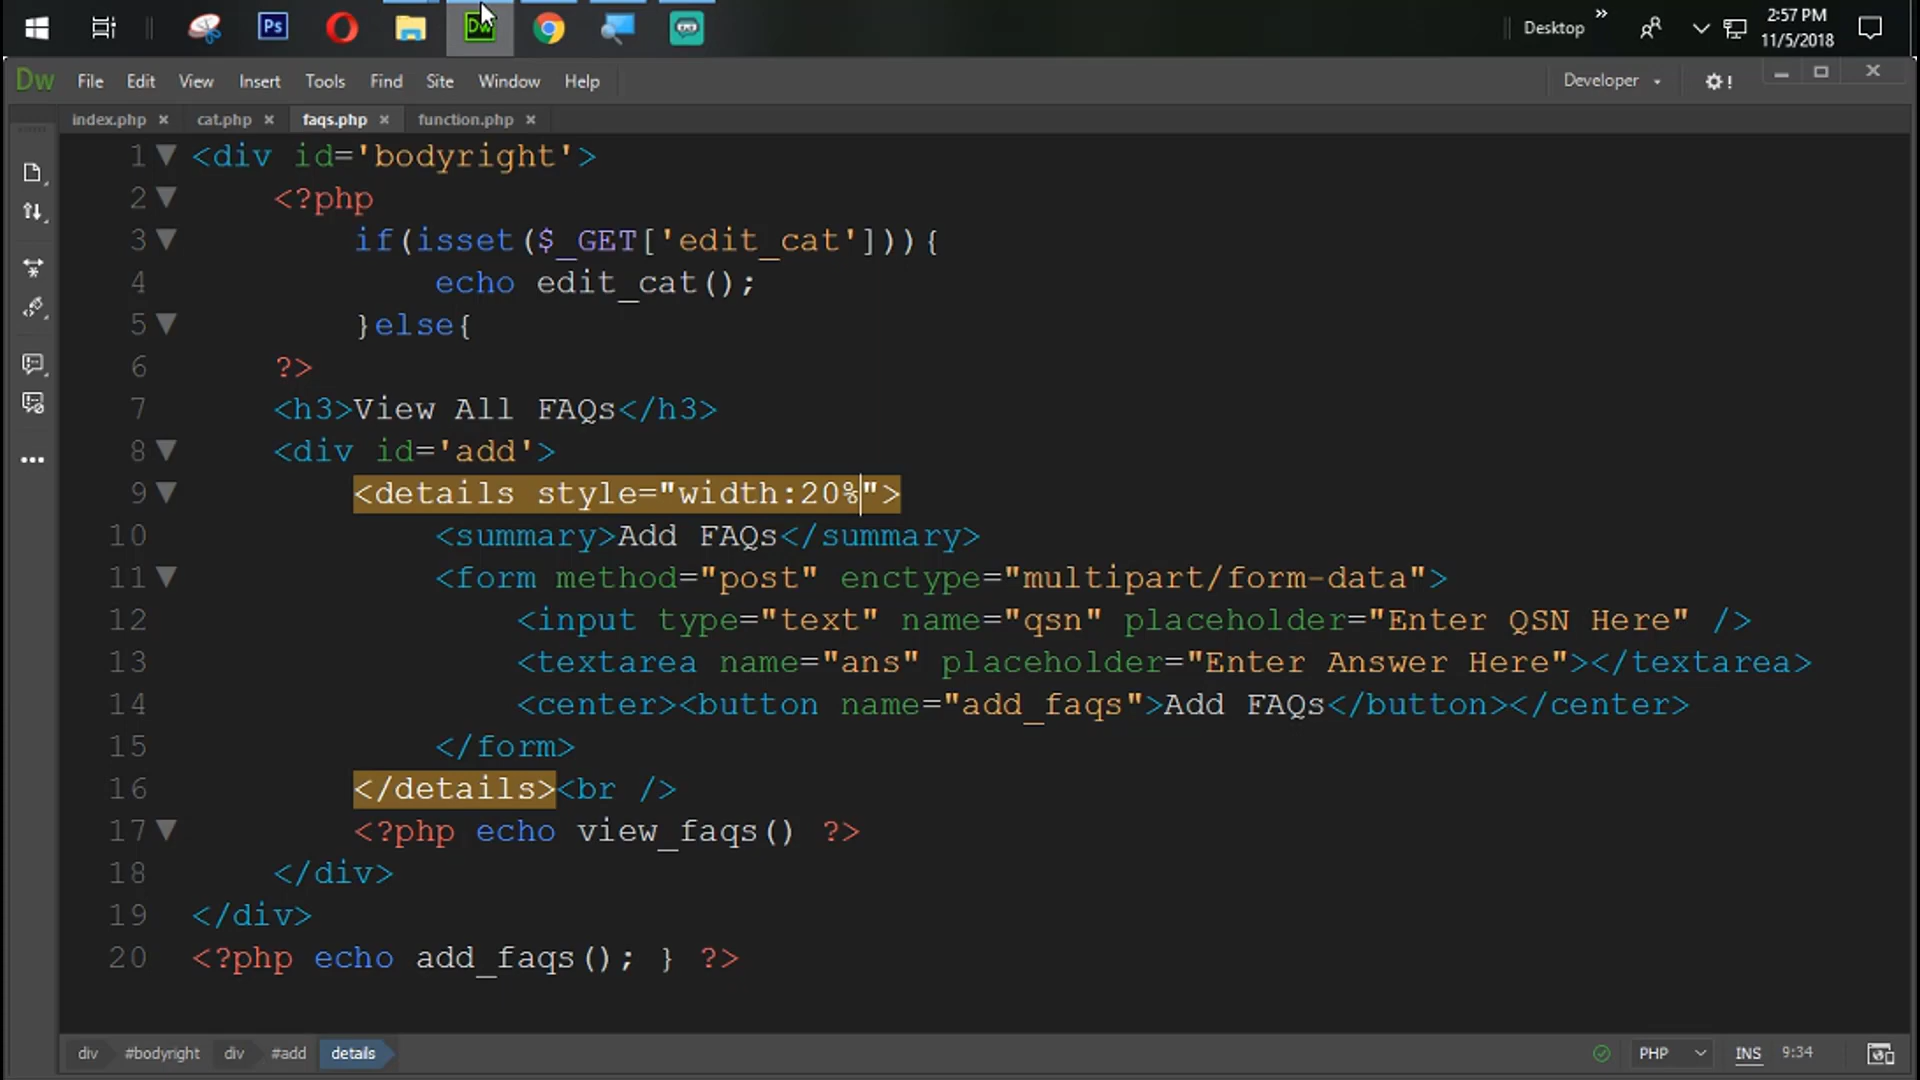 Ps
Dw
Desktop
»
2:57 PM
11/5/2018
Dw File Edit View Insert Tools Find Site Window Help
Developer
!
index.php × cat.php × faqs.php × function.php ×
1 <div id='bodyright'>
2 <?php
3 if(isset($_GET['edit_cat'])){
4 echo edit_cat();
5 }else{
6 ?>
7 <h3>View All FAQs</h3>
8 <div id='add'>
9 <details style="width:20%">
10 <summary>Add FAQs</summary>
11 <form method="post" enctype="multipart/form-data">
12 <input type="text" name="qsn" placeholder="Enter QSN Here" />
13 <textarea name="ans" placeholder="Enter Answer Here"></textarea>
14 <center><button name="add_faqs">Add FAQs</button></center>
15 </form>
16 </details><br />
17 <?php echo view_faqs() ?>
18 </div>
19 </div>
20 <?php echo add_faqs(); } ?>
div #bodyright div #add details
PHP INS 9:34